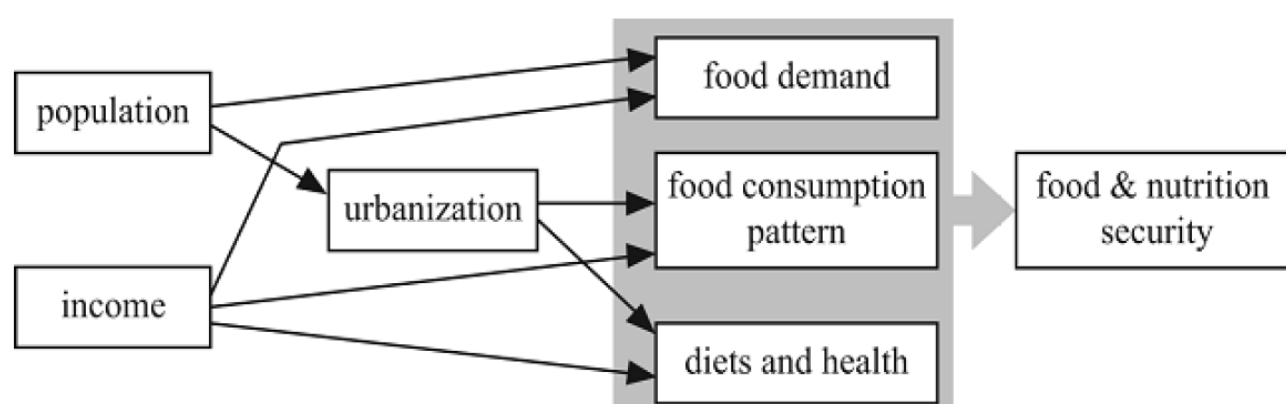 population
income
urbanization
food demand
food consumption
pattern
diets and health
food & nutrition
security